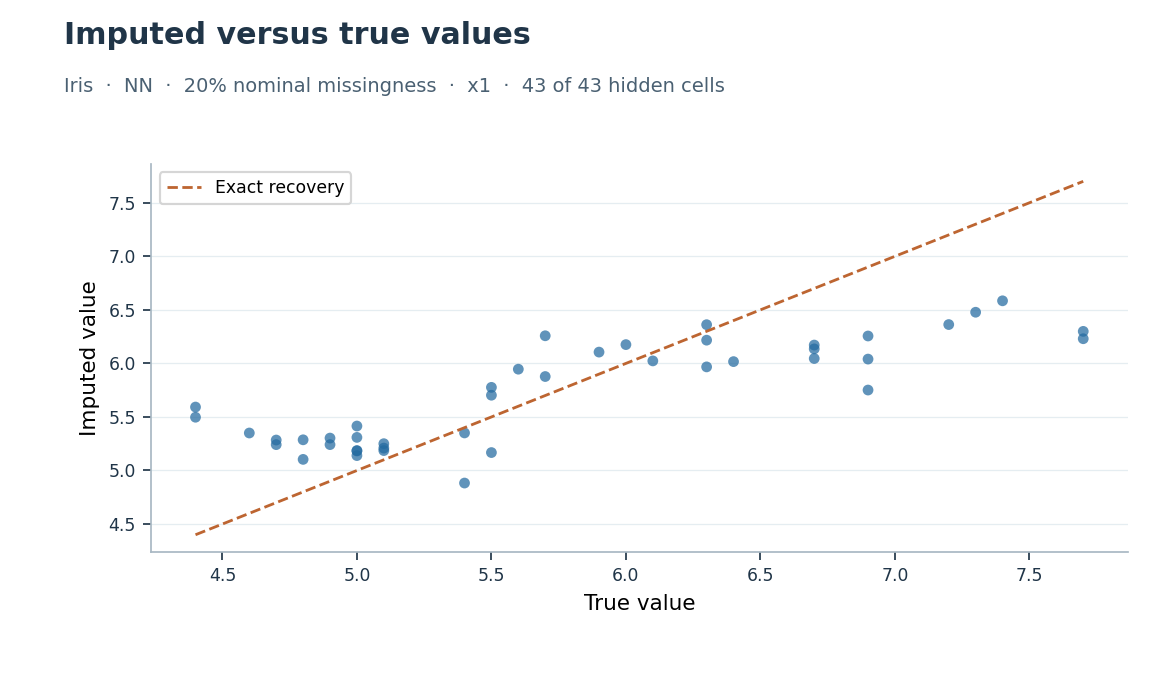 Imputed versus true values
Iris · NN · 20% nominal missingness · x1 · 43 of 43 hidden cells
Exact recovery
7.5
7.0
6.5
6.0
5.5
5.0
4.5
Imputed value
4.5 5.0 5.5 6.0 6.5 7.0 7.5
True value